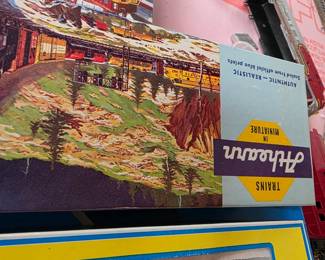 Athearn
TRAINS
IN
MINIATURE
AUTHENTIC — REALISTIC
Scaled from official blue prints